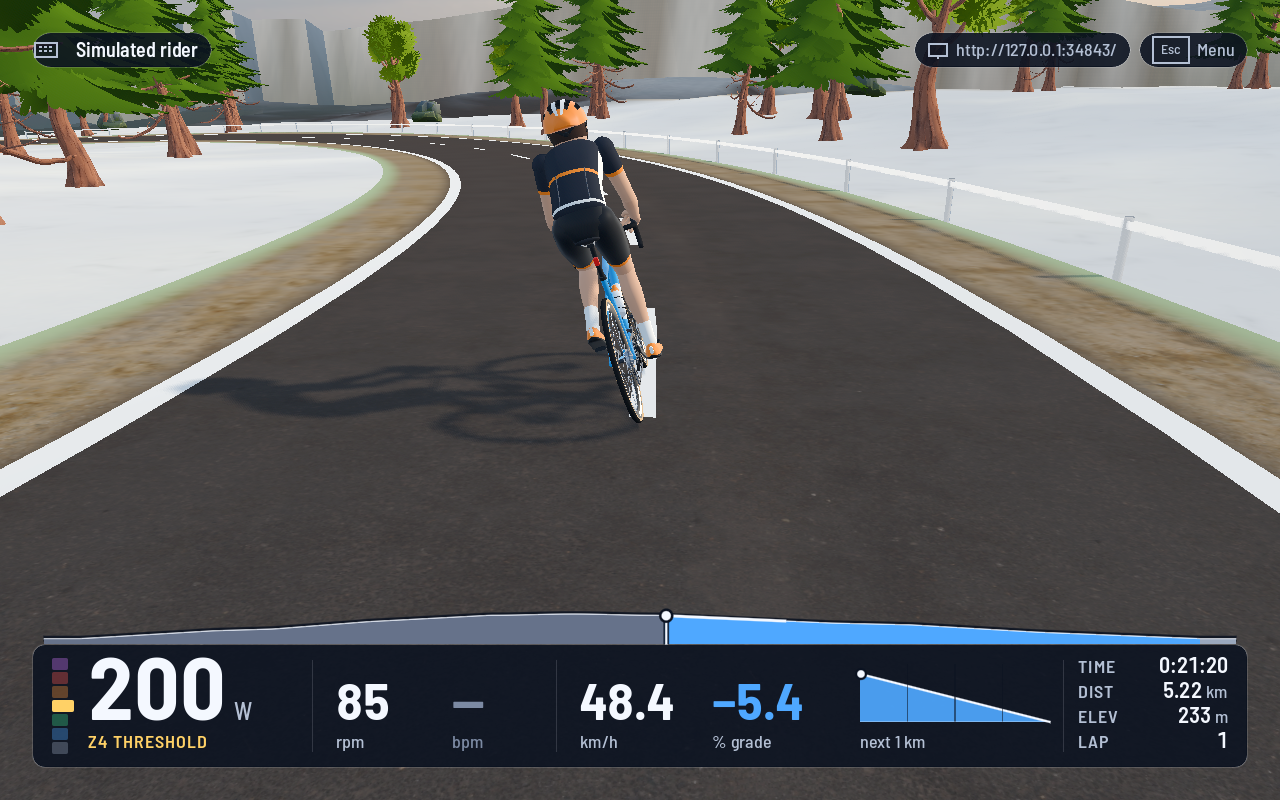 Simulated rider
http://127.0.0.1:34843/
Esc Menu
200 W
Z4 THRESHOLD
85
rpm
–
bpm
48.4
km/h
–5.4
% grade
next 1 km
TIME 0:21:20
DIST 5.22 km
ELEV 233 m
LAP 1